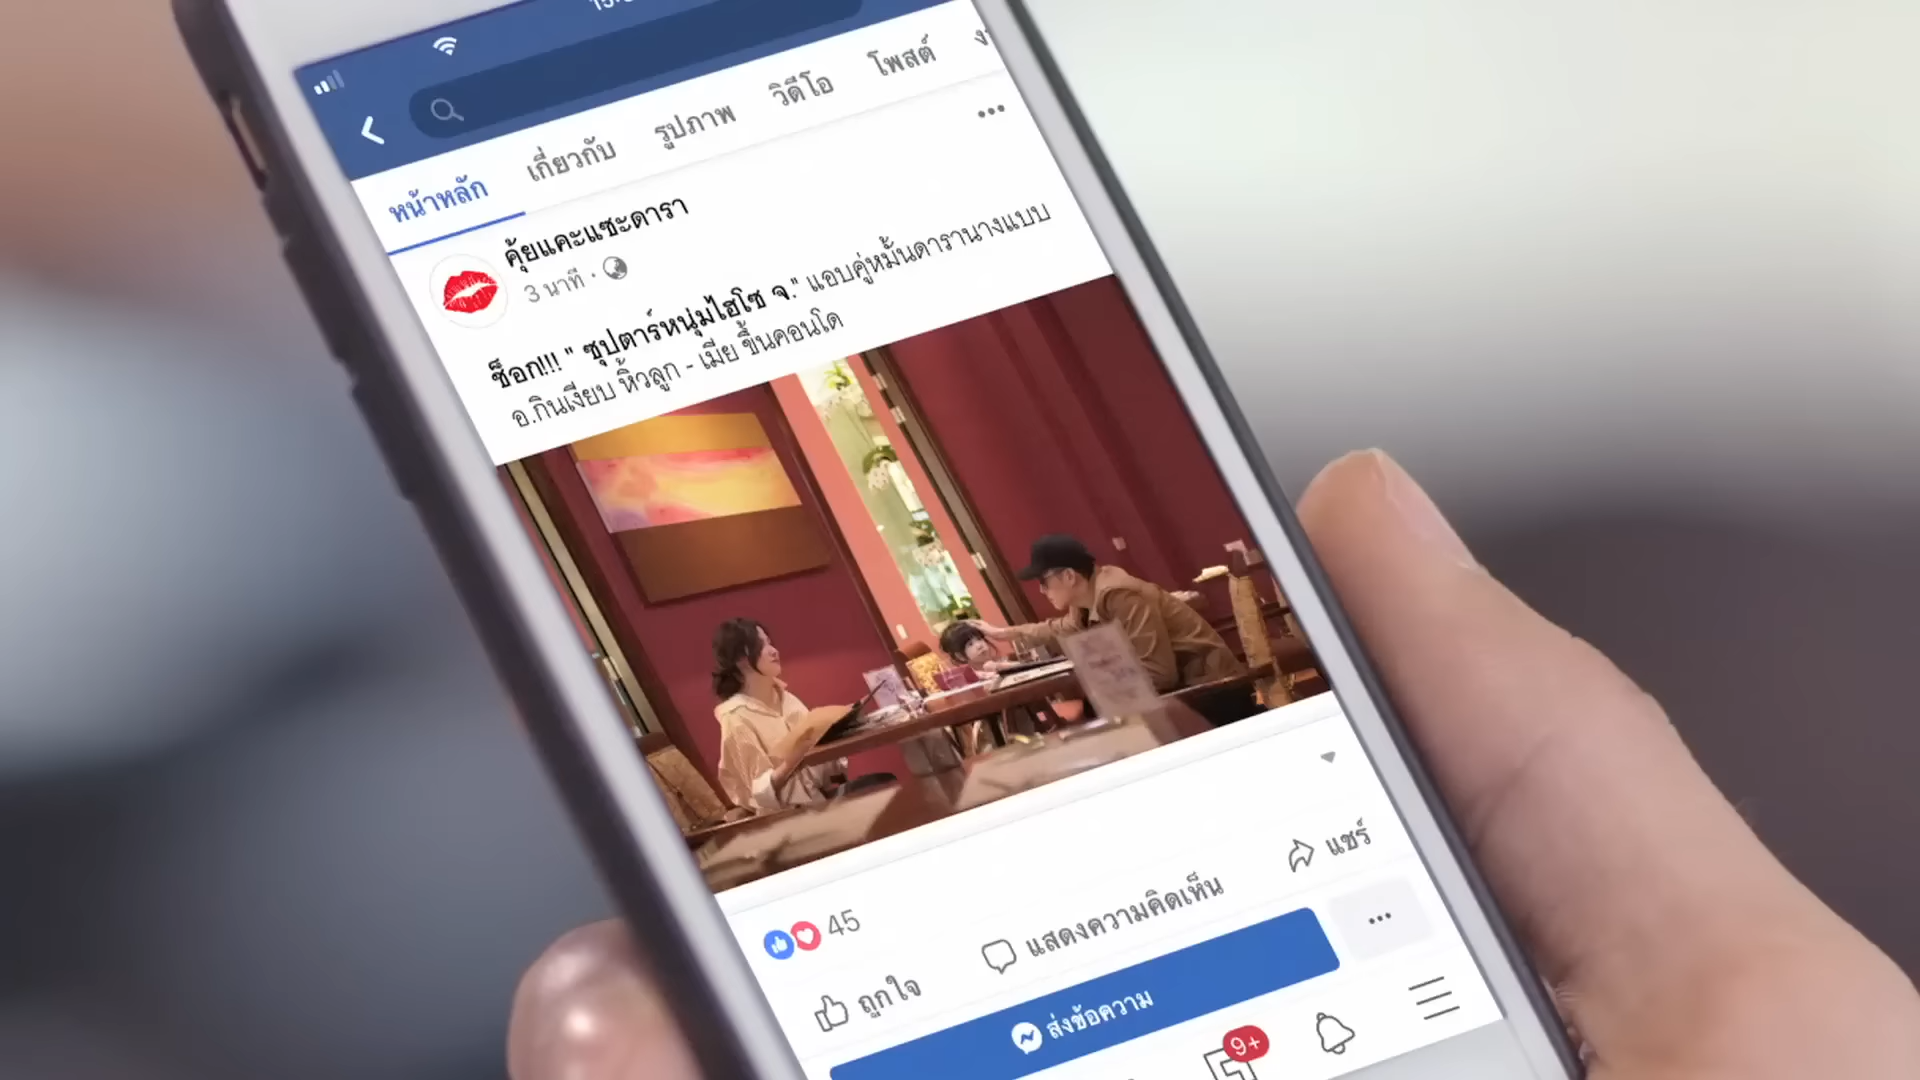 หน้าหลัก เกี่ยวกับ รูปภาพ วิดีโอ โพสต์
คุ้ยแคะแซะดารา
3 นาที ·
ช็อก!!! " ซุปตาร์หนุ่มไฮโซ จ." แอบคู่หมั้นดารานางแบบ
อ.กินเงียบ หิ้วลูก - เมีย ขึ้นคอนโด
45
ถูกใจ แสดงความคิดเห็น แชร์
ส่งข้อความ
9+